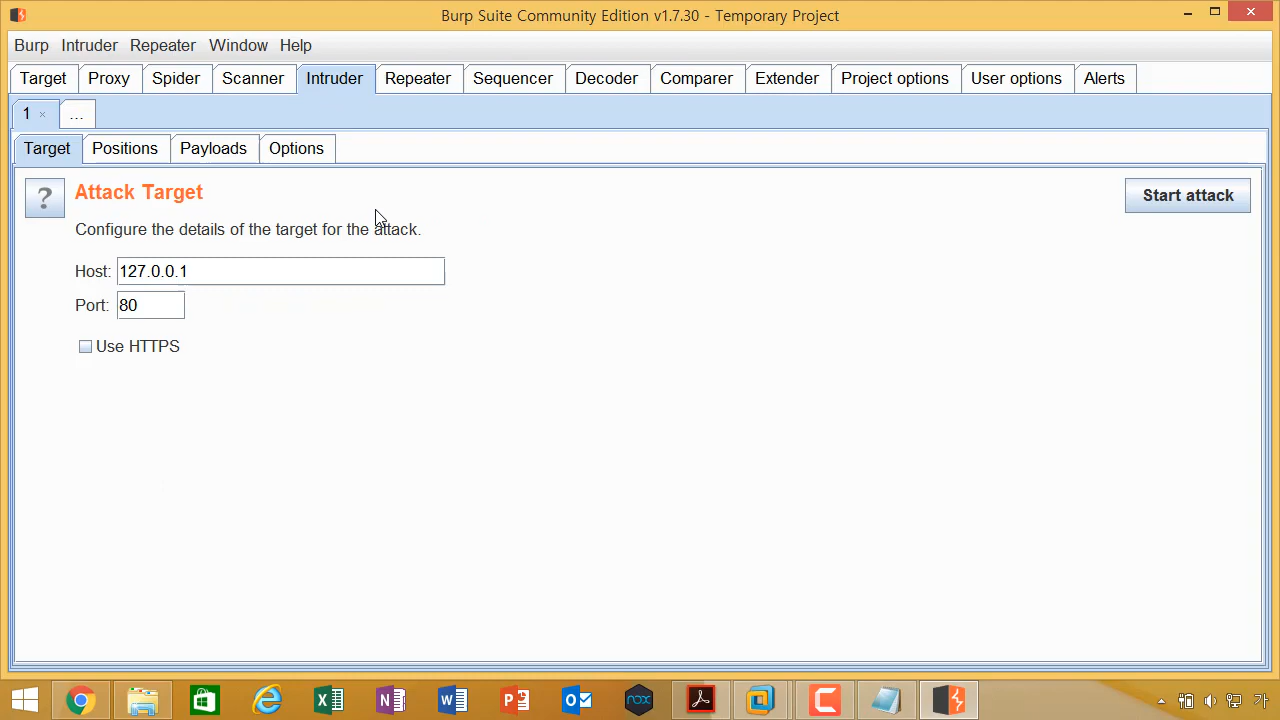 Burp Suite Community Edition v1.7.30 - Temporary Project
Burp Intruder Repeater Window Help
Target Proxy Spider Scanner Intruder Repeater Sequencer Decoder Comparer Extender Project options User options Alerts
1 × ...
Target Positions Payloads Options
? Attack Target Start attack
Configure the details of the target for the attack.
Host: 127.0.0.1
Port: 80
Use HTTPS
nox
가